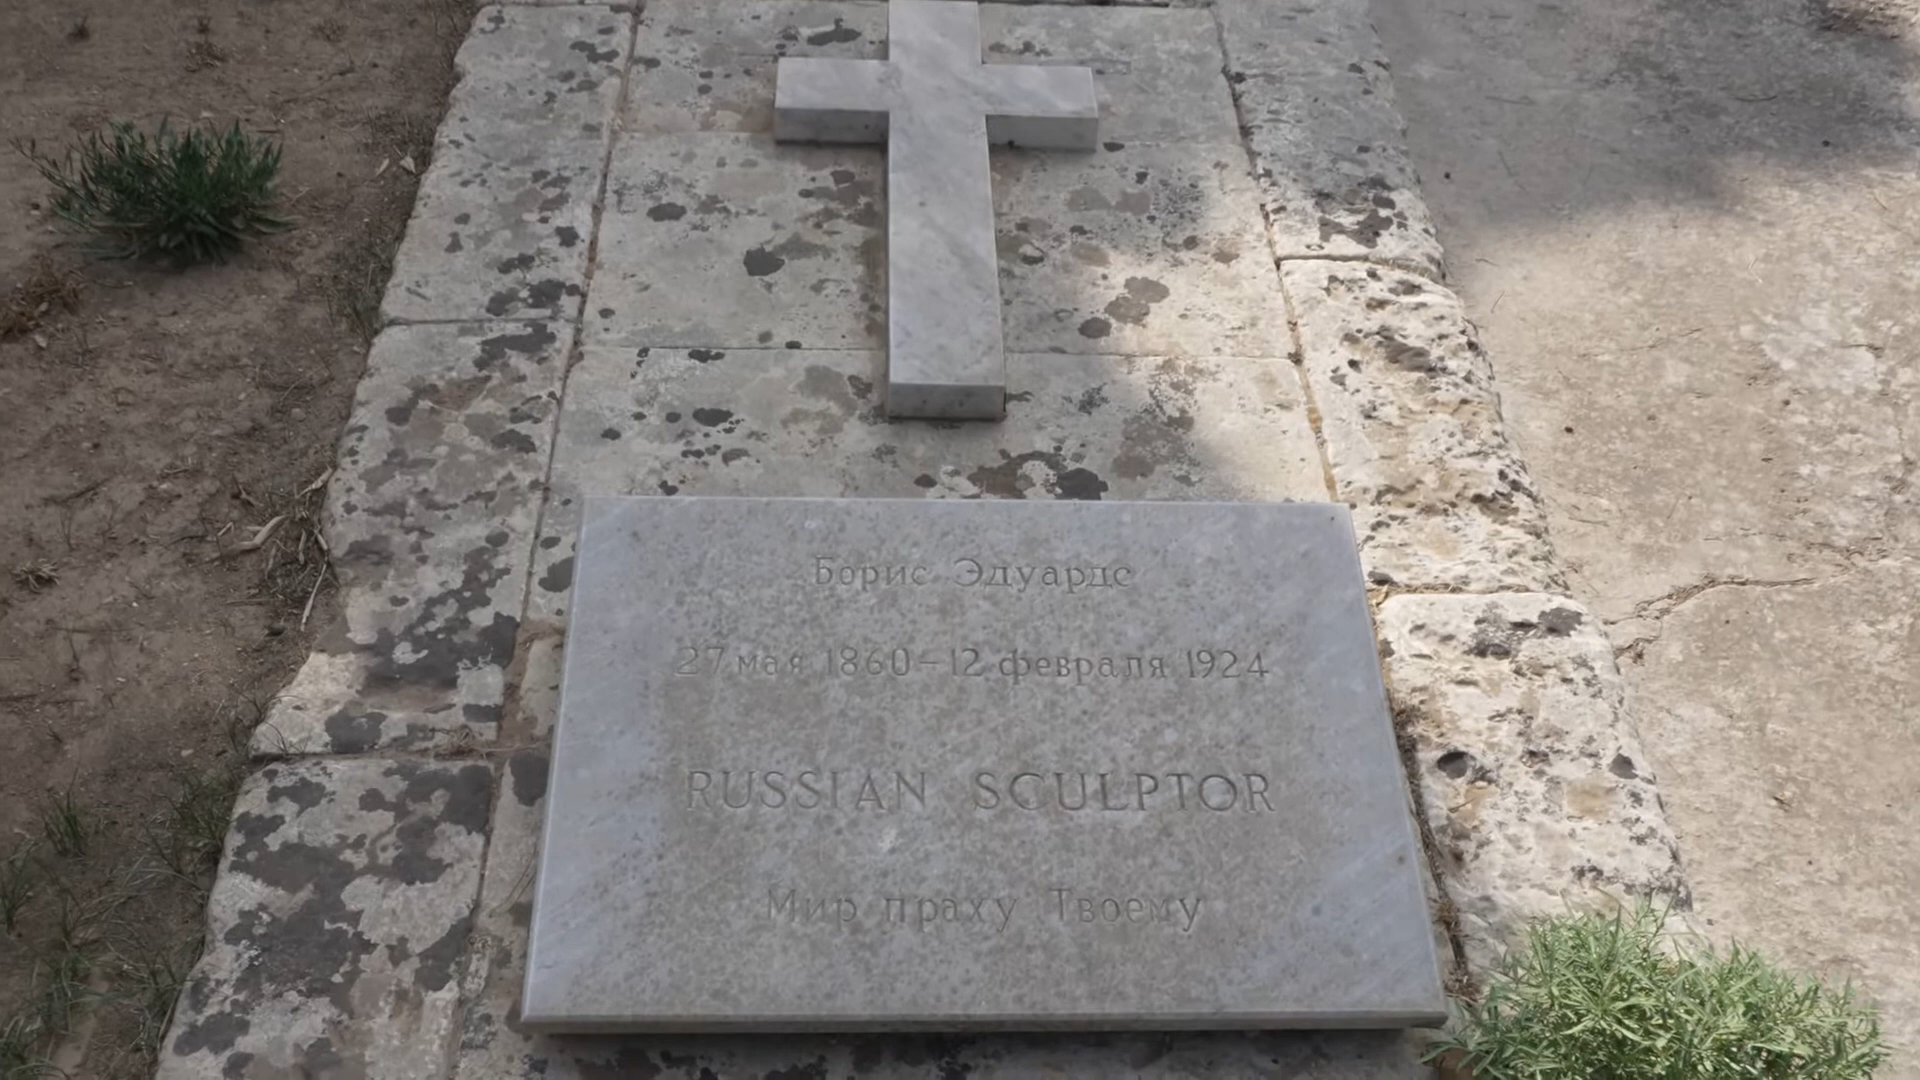 Борис Эдуардс
27 мая 1860–12 февраля 1924
RUSSIAN SCULPTOR
Мир праху Твоему